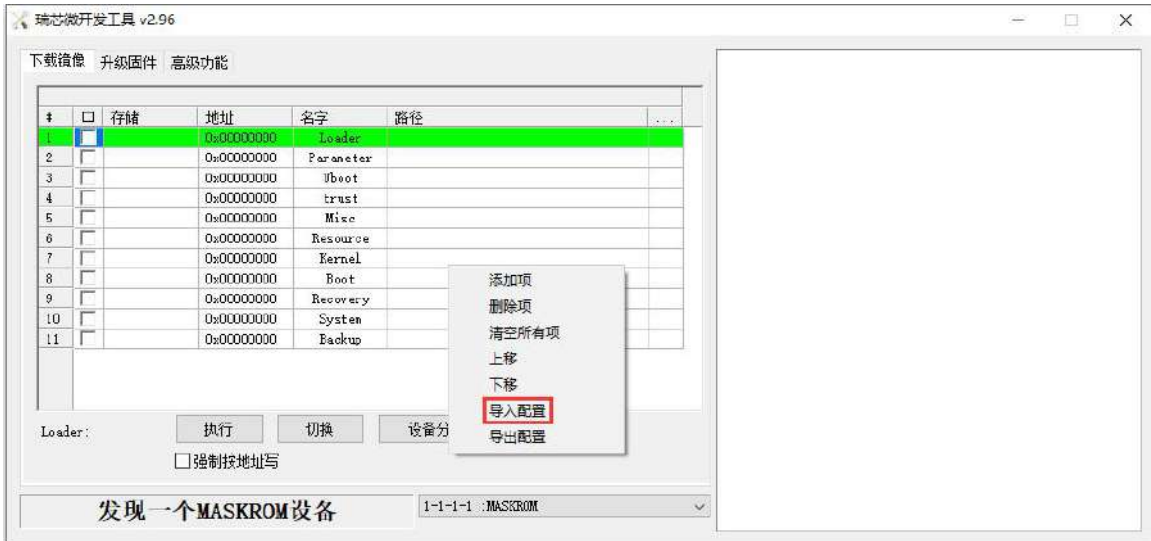 瑞芯微开发工具 v2.96
下载镜像 升级固件 高级功能
# 口 存储 地址 名字 路径 ...
1 0x00000000 Loader
2 0x00000000 Parameter
3 0x00000000 Uboot
4 0x00000000 trust
5 0x00000000 Misc
6 0x00000000 Resource
7 0x00000000 Kernel
8 0x00000000 Boot
9 0x00000000 Recovery
10 0x00000000 System
11 0x00000000 Backup
添加项
删除项
清空所有项
上移
下移
导入配置
导出配置
Loader: 执行 切换 设备分
强制按地址写
发现一个MASKROM设备 1-1-1-1 :MASKROM